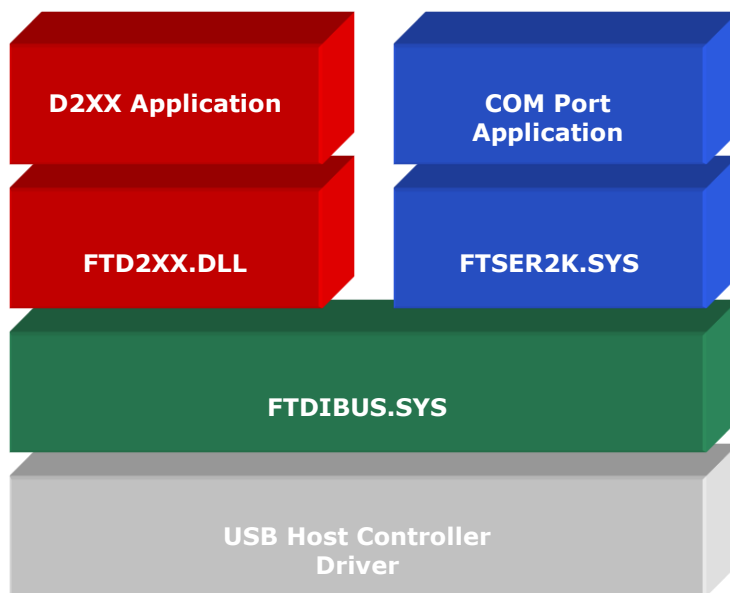 D2XX Application
COM Port
Application
FTD2XX.DLL
FTSER2K.SYS
FTDIBUS.SYS
USB Host Controller
Driver